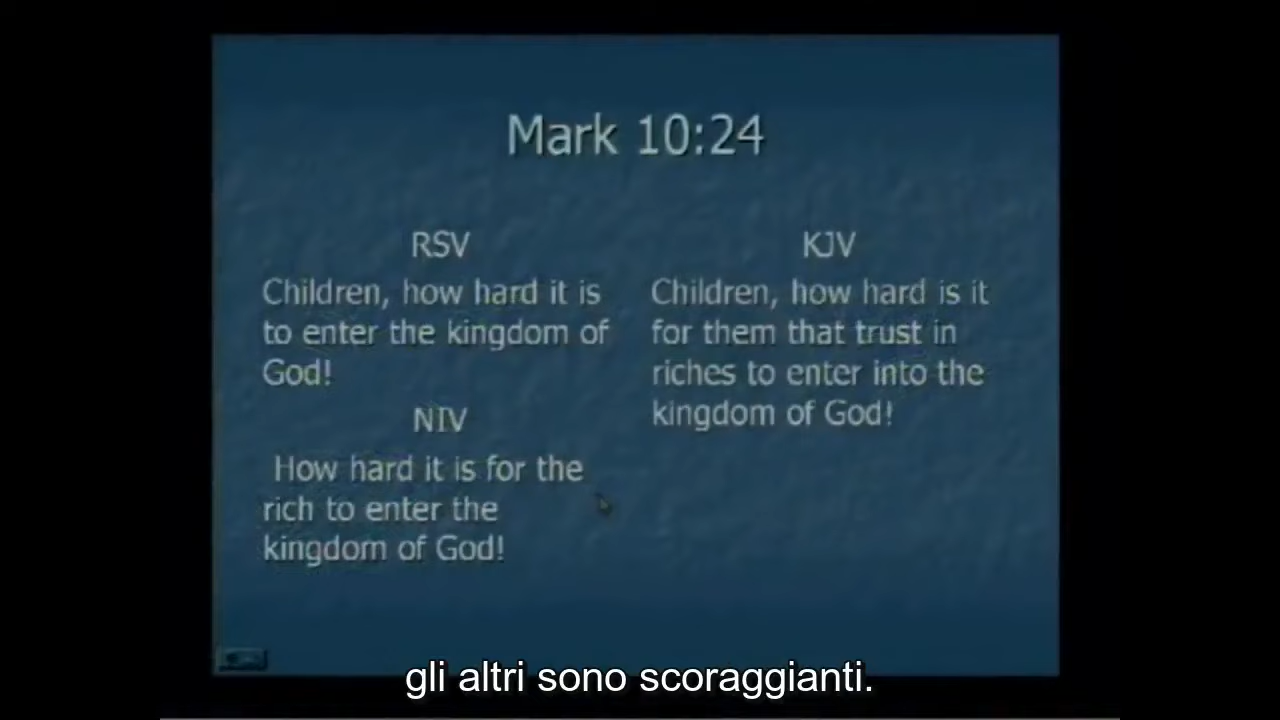 Mark 10:24
RSV
Children, how hard it is
to enter the kingdom of
God!
NIV
How hard it is for the
rich to enter the
kingdom of God!
KJV
Children, how hard is it
for them that trust in
riches to enter into the
kingdom of God!
gli altri sono scoraggianti.